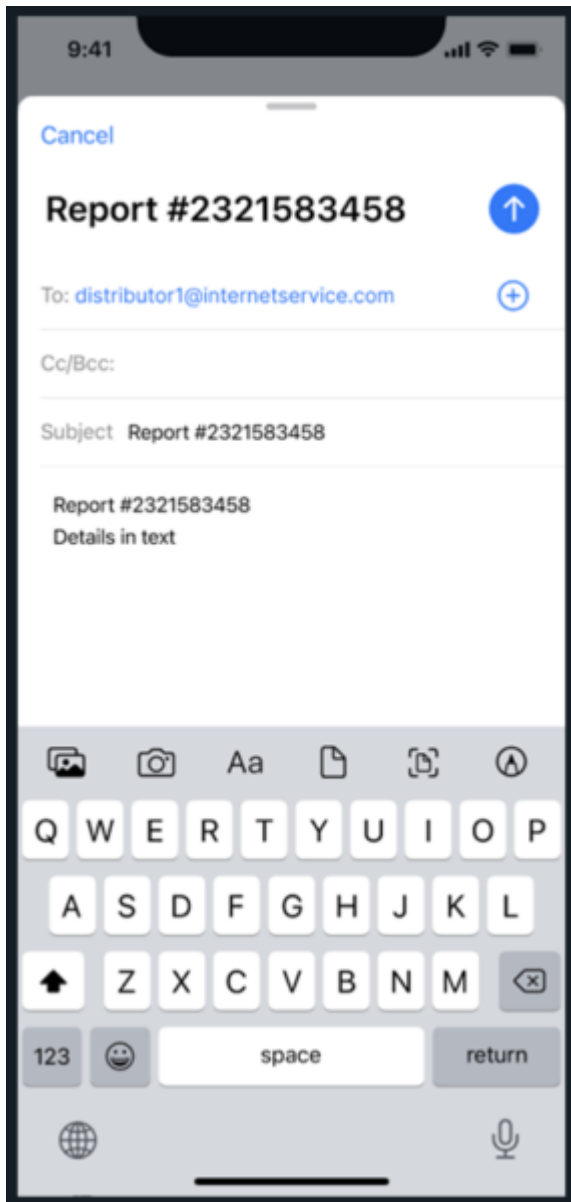 9:41
Cancel
Report #2321583458
To: distributor1@internetservice.com
Cc/Bcc:
Subject Report #2321583458
Report #2321583458
Details in text
Aa
Q W E R T Y U I O P
A S D F G H J K L
Z X C V B N M
123 space return